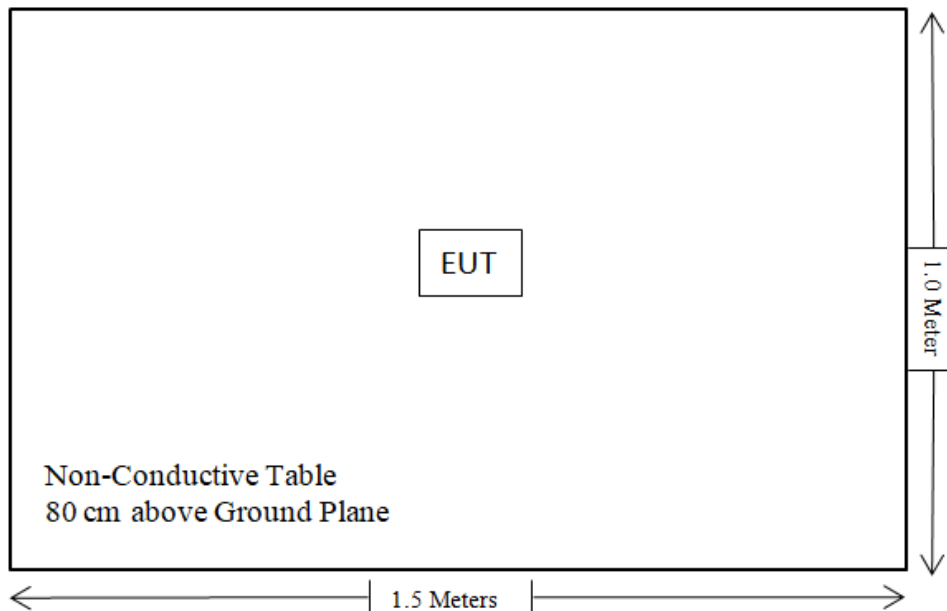 EUT
1.0 Meter
Non-Conductive Table
80 cm above Ground Plane
1.5 Meters